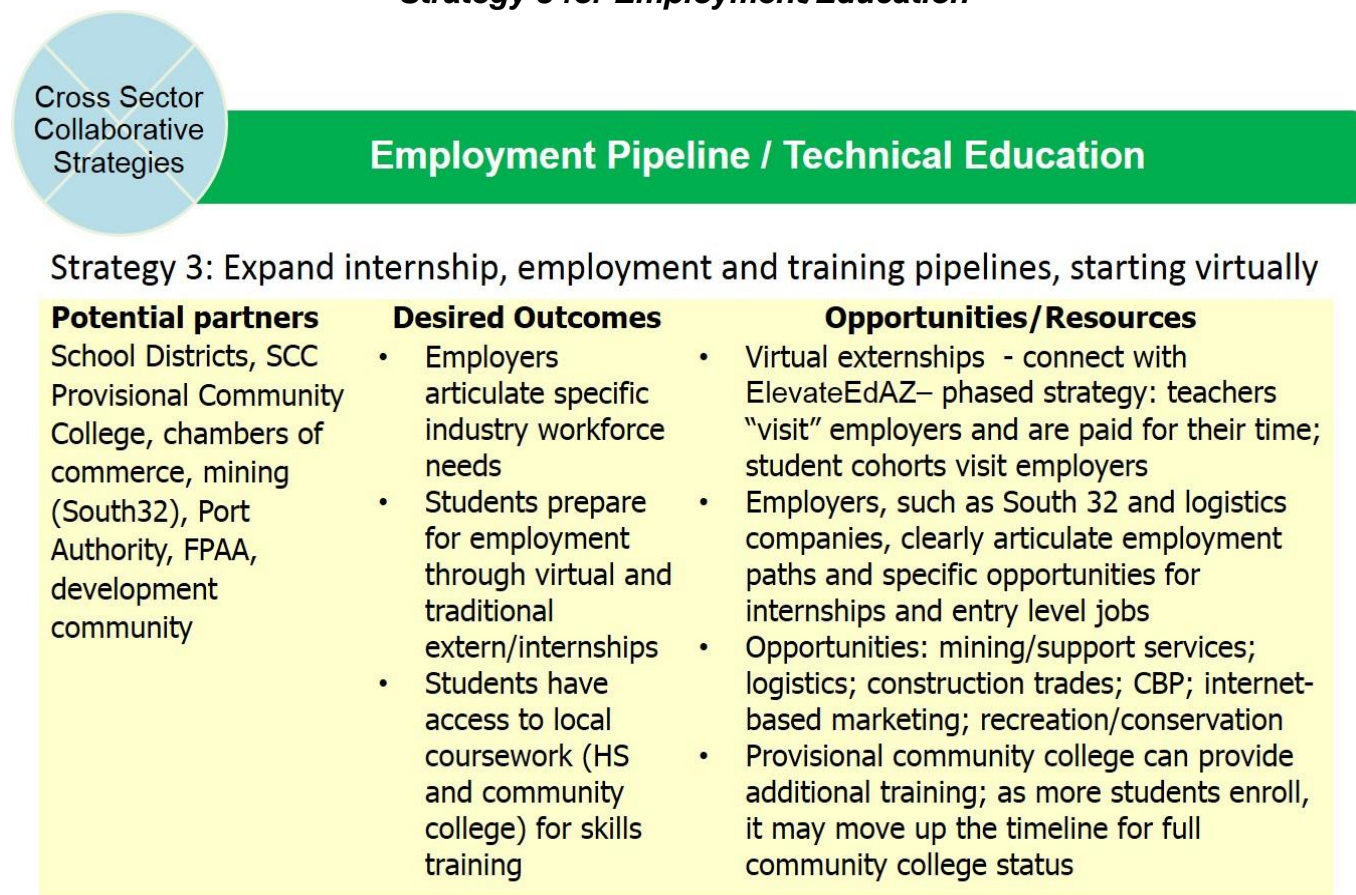 Strategy 3 for Employment/Education
Cross Sector
Collaborative
Strategies
Employment Pipeline / Technical Education
Strategy 3: Expand internship, employment and training pipelines, starting virtually
Potential partners
School Districts, SCC
Provisional Community
College, chambers of
commerce, mining
(South32), Port
Authority, FPAA,
development
community
Desired Outcomes
• Employers
articulate specific
industry workforce
needs
• Students prepare
for employment
through virtual and
traditional
extern/internships
• Students have
access to local
coursework (HS
and community
college) for skills
training
Opportunities/Resources
• Virtual externships - connect with
ElevateEdAZ– phased strategy: teachers
“visit” employers and are paid for their time;
student cohorts visit employers
• Employers, such as South 32 and logistics
companies, clearly articulate employment
paths and specific opportunities for
internships and entry level jobs
• Opportunities: mining/support services;
logistics; construction trades; CBP; internet-
based marketing; recreation/conservation
• Provisional community college can provide
additional training; as more students enroll,
it may move up the timeline for full
community college status